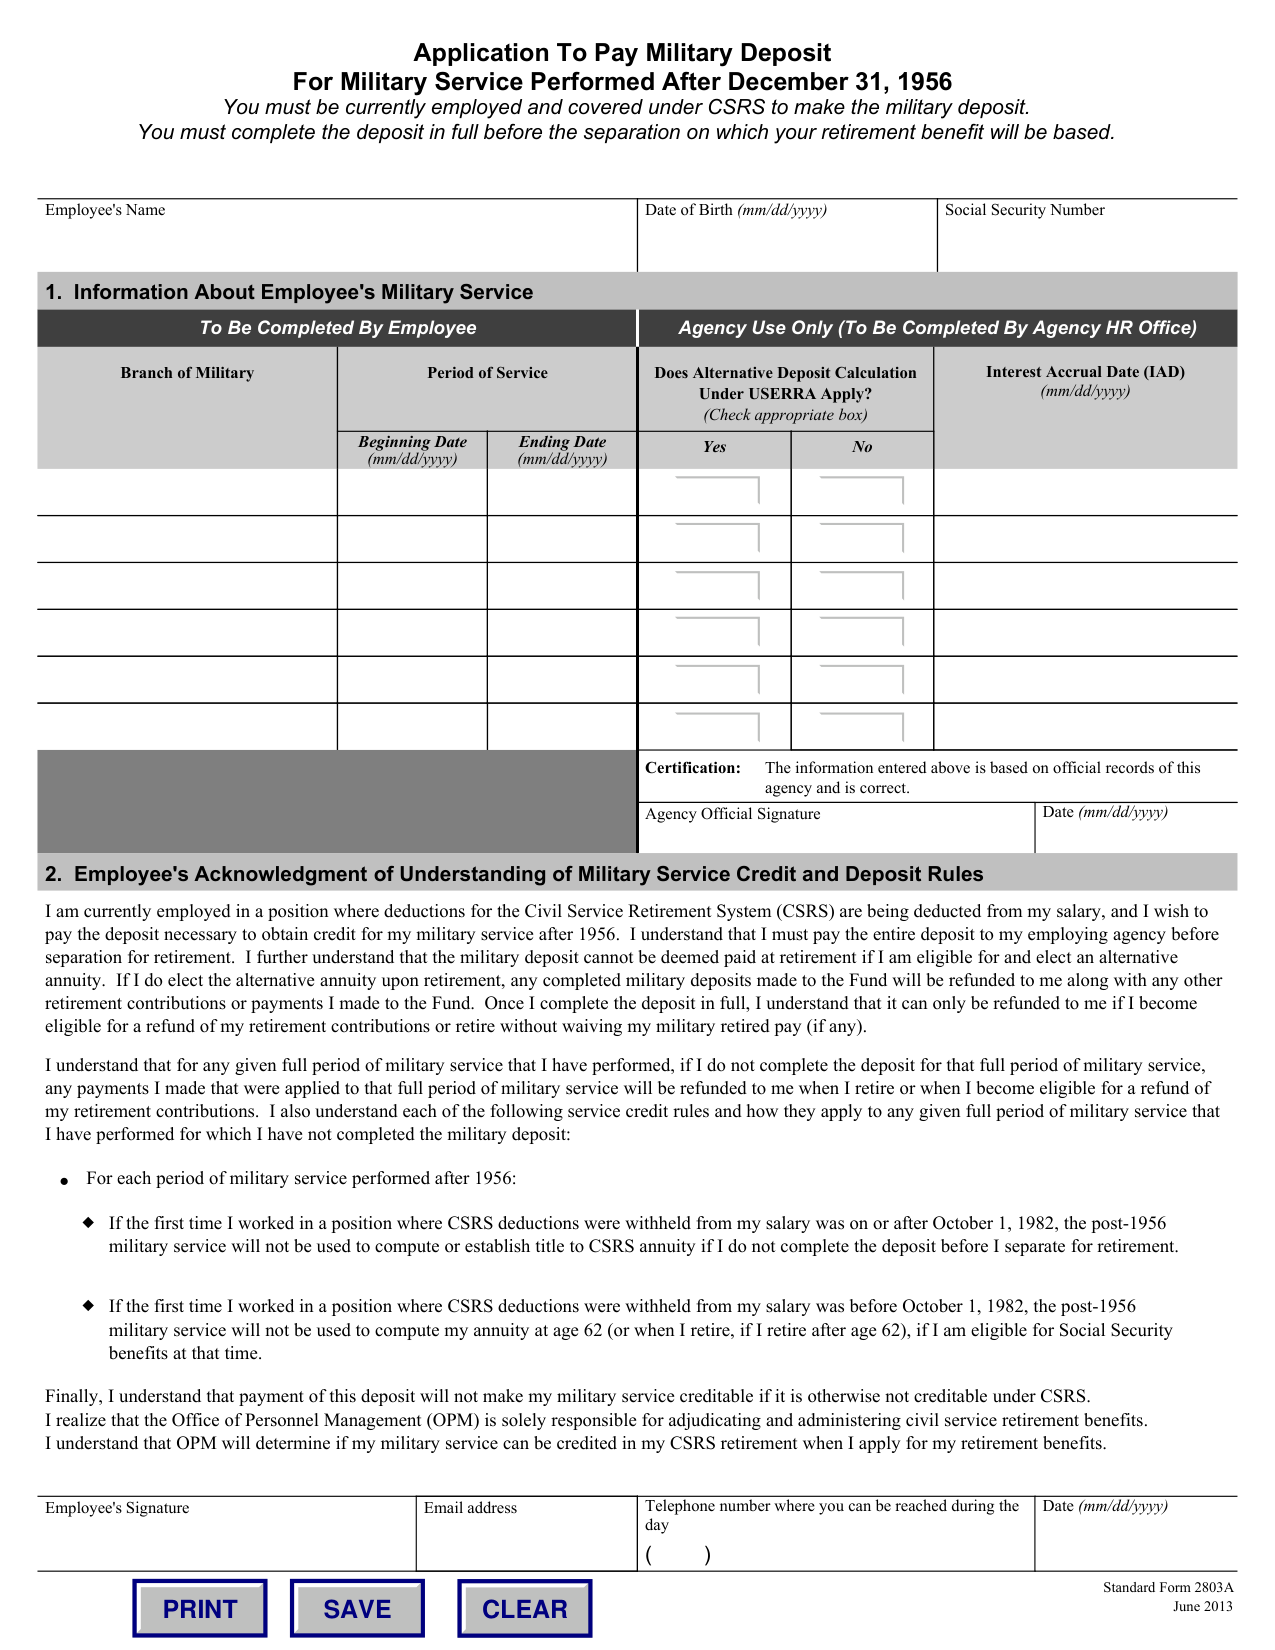 Application To Pay Military Deposit
For Military Service Performed After December 31, 1956
You must be currently employed and covered under CSRS to make the military deposit.
You must complete the deposit in full before the separation on which your retirement benefit will be based.
Employee's Name
Date of Birth (mm/dd/yyyy)
Social Security Number
1. Information About Employee's Military Service
To Be Completed By Employee
Agency Use Only (To Be Completed By Agency HR Office)
Branch of Military
Period of Service
Does Alternative Deposit Calculation
Under USERRA Apply?
(Check appropriate box)
Interest Accrual Date (IAD)
(mm/dd/yyyy)
Beginning Date
(mm/dd/yyyy)
Ending Date
(mm/dd/yyyy)
Yes
No
Certification: The information entered above is based on official records of this
agency and is correct.
Agency Official Signature
Date (mm/dd/yyyy)
2. Employee's Acknowledgment of Understanding of Military Service Credit and Deposit Rules
I am currently employed in a position where deductions for the Civil Service Retirement System (CSRS) are being deducted from my salary, and I wish to
pay the deposit necessary to obtain credit for my military service after 1956. I understand that I must pay the entire deposit to my employing agency before
separation for retirement. I further understand that the military deposit cannot be deemed paid at retirement if I am eligible for and elect an alternative
annuity. If I do elect the alternative annuity upon retirement, any completed military deposits made to the Fund will be refunded to me along with any other
retirement contributions or payments I made to the Fund. Once I complete the deposit in full, I understand that it can only be refunded to me if I become
eligible for a refund of my retirement contributions or retire without waiving my military retired pay (if any).
I understand that for any given full period of military service that I have performed, if I do not complete the deposit for that full period of military service,
any payments I made that were applied to that full period of military service will be refunded to me when I retire or when I become eligible for a refund of
my retirement contributions. I also understand each of the following service credit rules and how they apply to any given full period of military service that
I have performed for which I have not completed the military deposit:
• For each period of military service performed after 1956:
◆ If the first time I worked in a position where CSRS deductions were withheld from my salary was on or after October 1, 1982, the post-1956
military service will not be used to compute or establish title to CSRS annuity if I do not complete the deposit before I separate for retirement.
◆ If the first time I worked in a position where CSRS deductions were withheld from my salary was before October 1, 1982, the post-1956
military service will not be used to compute my annuity at age 62 (or when I retire, if I retire after age 62), if I am eligible for Social Security
benefits at that time.
Finally, I understand that payment of this deposit will not make my military service creditable if it is otherwise not creditable under CSRS.
I realize that the Office of Personnel Management (OPM) is solely responsible for adjudicating and administering civil service retirement benefits.
I understand that OPM will determine if my military service can be credited in my CSRS retirement when I apply for my retirement benefits.
Employee's Signature
Email address
Telephone number where you can be reached during the
day
( )
Date (mm/dd/yyyy)
PRINT
SAVE
CLEAR
Standard Form 2803A
June 2013